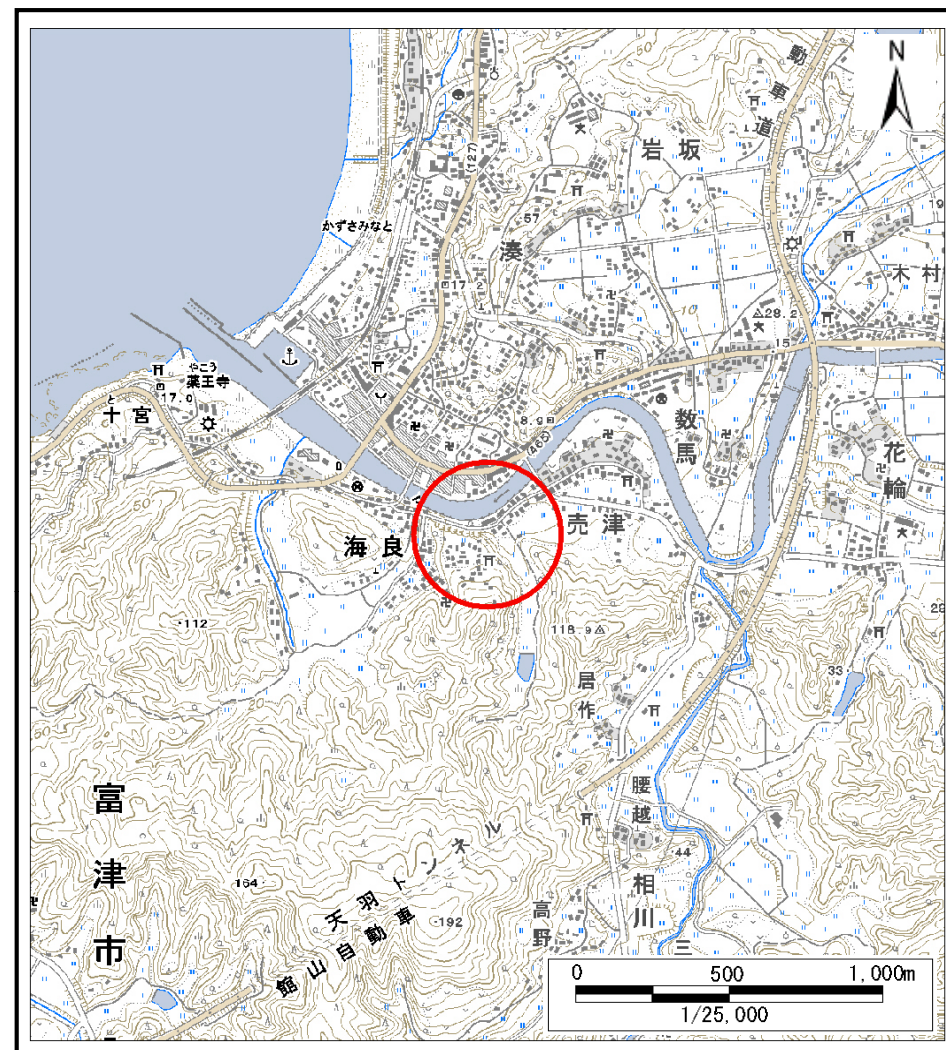 N
動車道
岩坂
(127)
57
かずさみなと
湊
木村
17.2
10
28.2
15
やこう
薬王寺
17.0
と
十宮
8.9
(465)
数馬
花輪
売津
海良
112
118.9
居作
33
富津市
腰越
44
164
天羽トンネル
192
相川
高野
館山自動車
三
0 500 1,000m
1/25,000